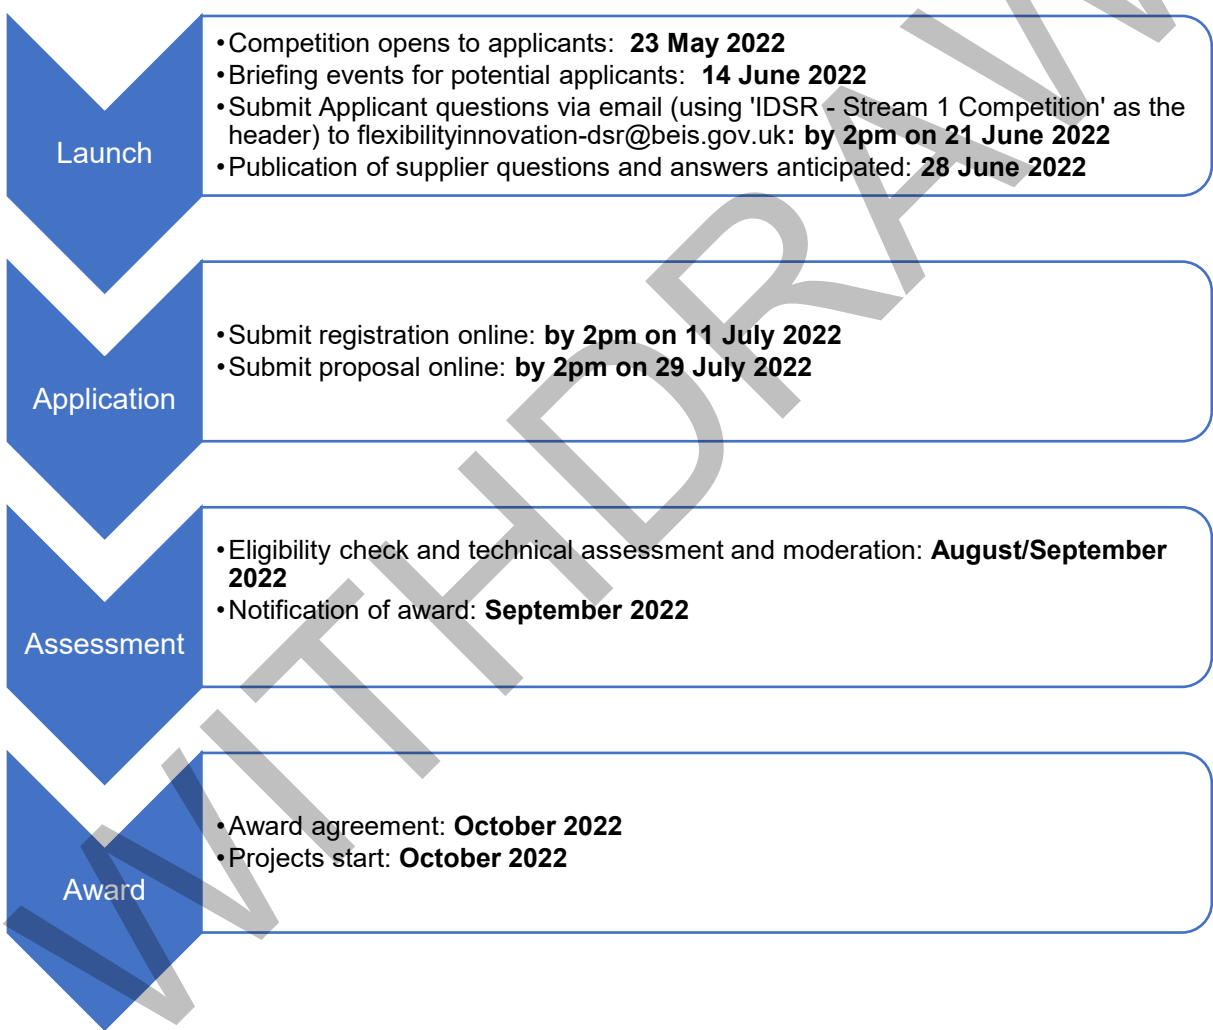 Launch
•Competition opens to applicants:  23 May 2022
•Briefing events for potential applicants:  14 June 2022
•Submit Applicant questions via email (using 'IDSR - Stream 1 Competition' as the
header) to flexibilityinnovation-dsr@beis.gov.uk: by 2pm on 21 June 2022
•Publication of supplier questions and answers anticipated: 28 June 2022
Application
•Submit registration online: by 2pm on 11 July 2022
•Submit proposal online: by 2pm on 29 July 2022
Assessment
•Eligibility check and technical assessment and moderation: August/September
2022
•Notification of award: September 2022
Award
•Award agreement: October 2022
•Projects start: October 2022
WITHDRAW